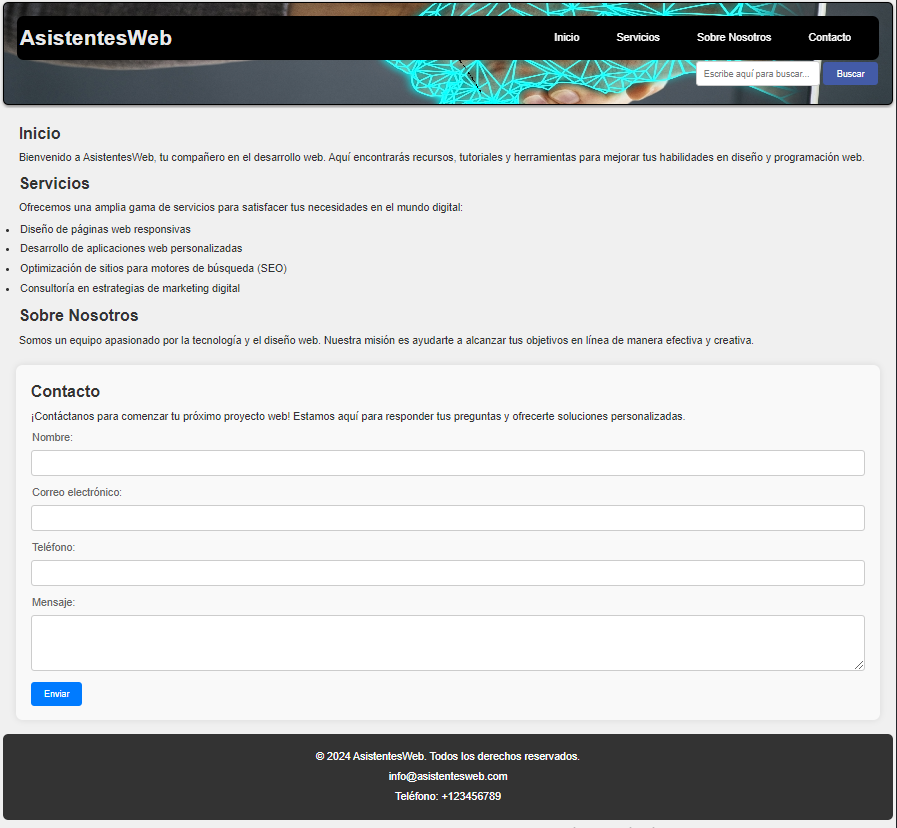 AsistentesWeb
Inicio Servicios Sobre Nosotros Contacto
Escribe aquí para buscar... Buscar
Inicio
Bienvenido a AsistentesWeb, tu compañero en el desarrollo web. Aquí encontrarás recursos, tutoriales y herramientas para mejorar tus habilidades en diseño y programación web.
Servicios
Ofrecemos una amplia gama de servicios para satisfacer tus necesidades en el mundo digital:
• Diseño de páginas web responsivas
• Desarrollo de aplicaciones web personalizadas
• Optimización de sitios para motores de búsqueda (SEO)
• Consultoría en estrategias de marketing digital
Sobre Nosotros
Somos un equipo apasionado por la tecnología y el diseño web. Nuestra misión es ayudarte a alcanzar tus objetivos en línea de manera efectiva y creativa.
Contacto
¡Contáctanos para comenzar tu próximo proyecto web! Estamos aquí para responder tus preguntas y ofrecerte soluciones personalizadas.
Nombre:
Correo electrónico:
Teléfono:
Mensaje:
Enviar
© 2024 AsistentesWeb. Todos los derechos reservados.
info@asistentesweb.com
Teléfono: +123456789